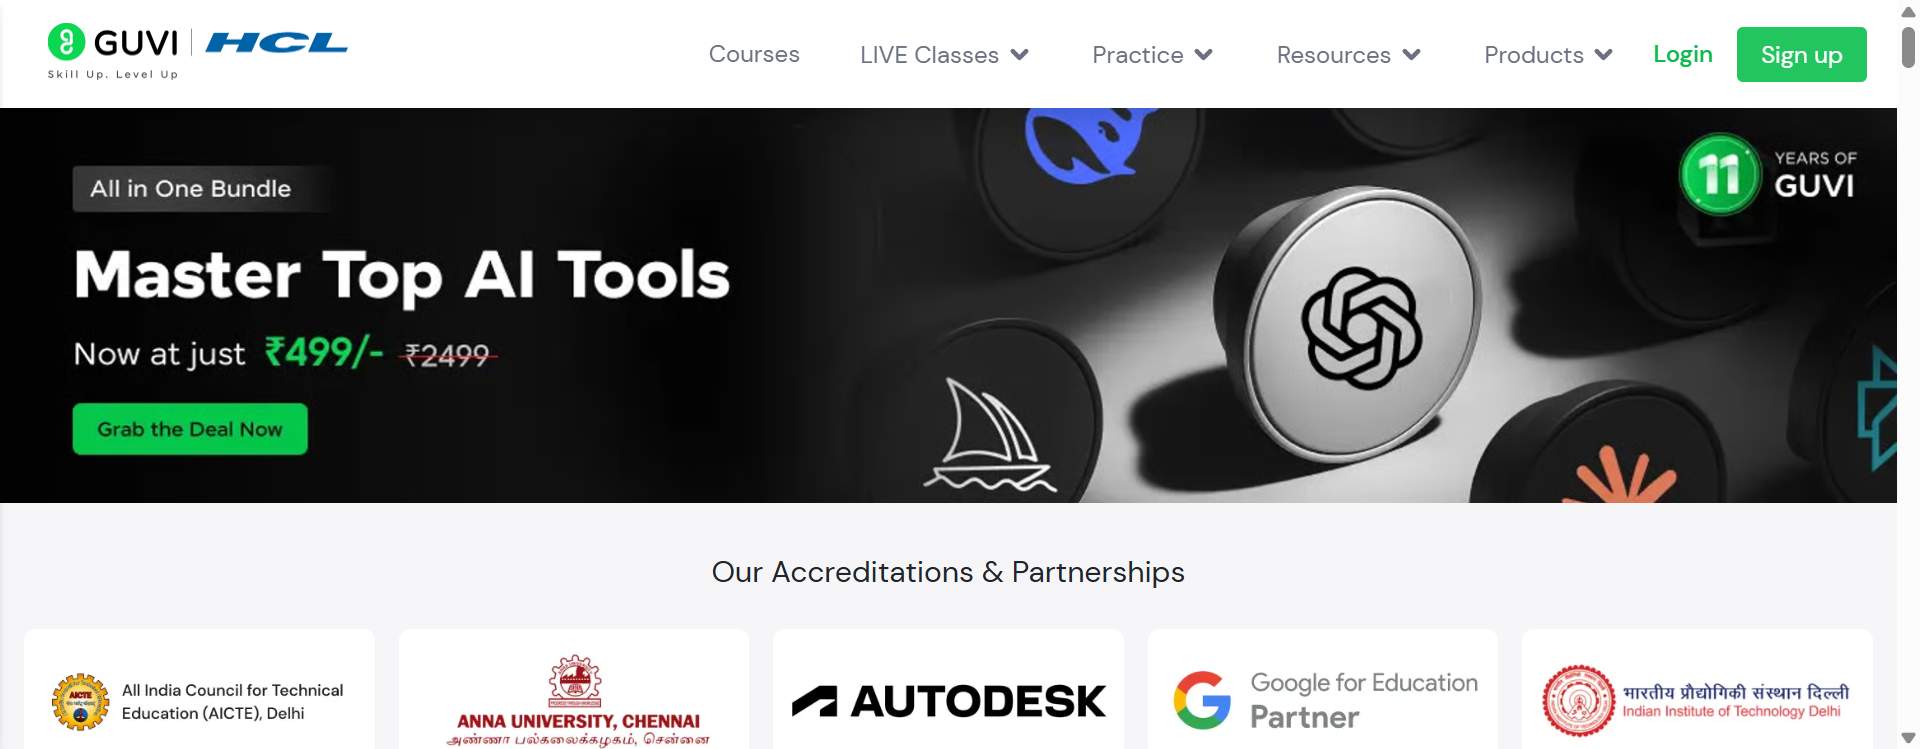 GUVI
HCL
Skill Up. Level Up
Courses
LIVE Classes
Practice
Resources
Products
Login
Sign up
All in One Bundle
Master Top AI Tools
Now at just ₹499/- ₹2499
Grab the Deal Now
11
YEARS OF
GUVI
Our Accreditations & Partnerships
AICTE
All India Council for Technical
Education (AICTE), Delhi
ANNA UNIVERSITY, CHENNAI
அண்ணா பல்கலைக்கழகம், சென்னை
AUTODESK
Google for Education
Partner
भारतीय प्रौद्योगिकी संस्थान दिल्ली
Indian Institute of Technology Delhi